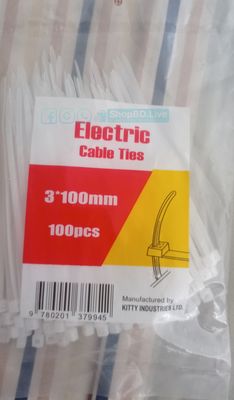 ShopBD.Live
Electric
Cable Ties
3*100mm
100pcs
Manufactured by
KITTY INDUSTRIES LTD.
9 780201 379945